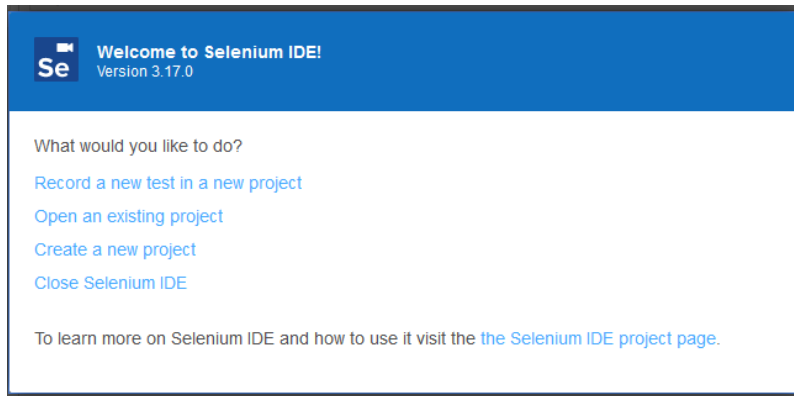 Se
Welcome to Selenium IDE!
Version 3.17.0
What would you like to do?
Record a new test in a new project
Open an existing project
Create a new project
Close Selenium IDE
To learn more on Selenium IDE and how to use it visit the the Selenium IDE project page.